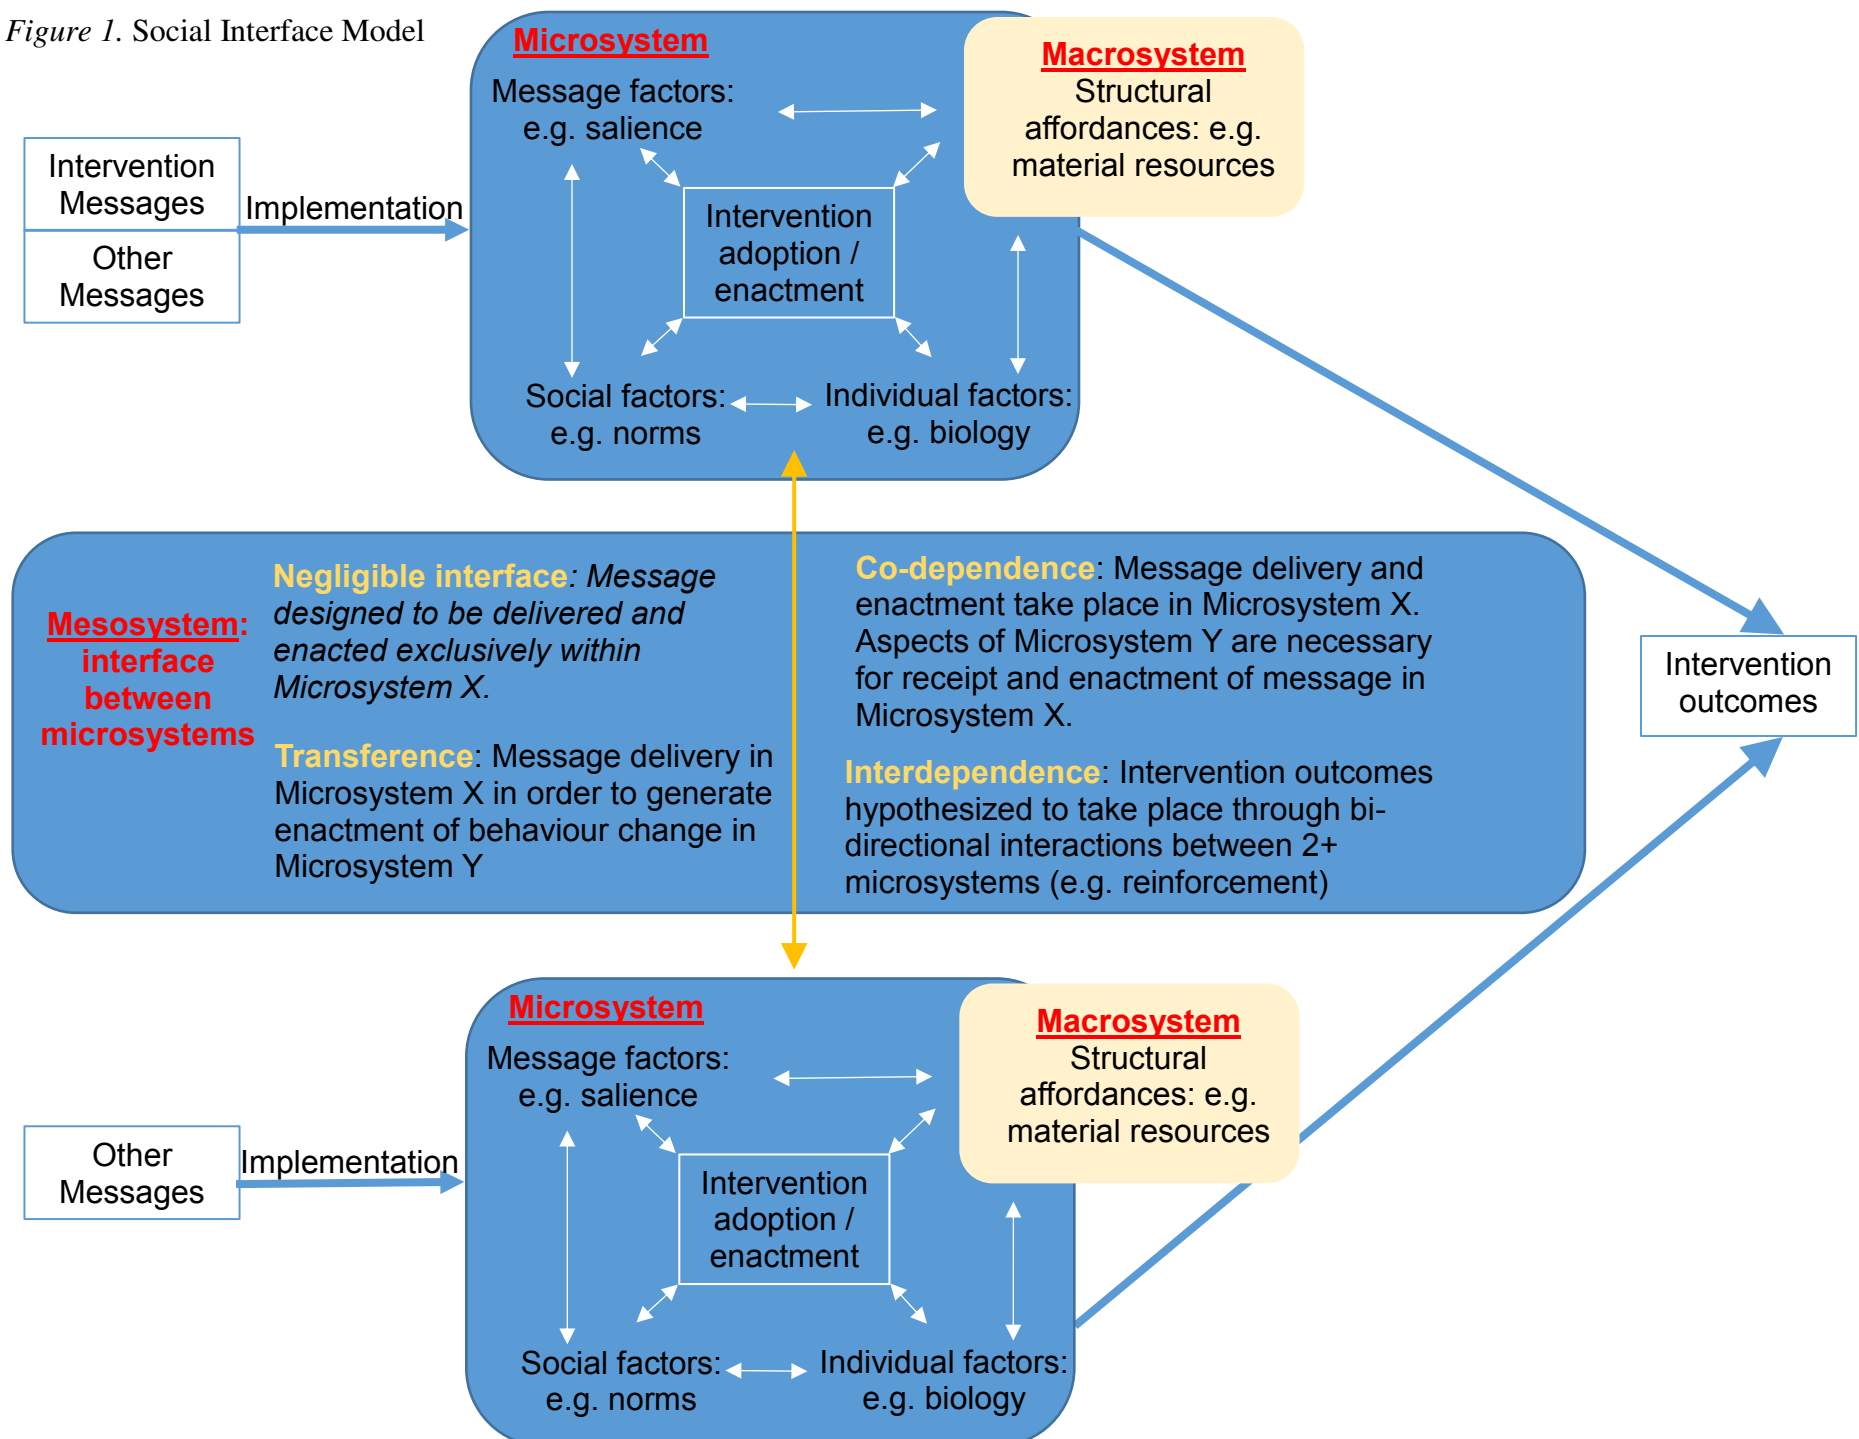 Figure 1. Social Interface Model
Microsystem
Message factors:
e.g. salience
Macrosystem
Structural
affordances: e.g.
material resources
Intervention
Messages
Other
Messages
Implementation
Intervention
adoption /
enactment
Social factors:
e.g. norms
Individual factors:
e.g. biology
Mesosystem:
interface
between
microsystems
Negligible interface: Message
designed to be delivered and
enacted exclusively within
Microsystem X.
Transference: Message delivery in
Microsystem X in order to generate
enactment of behaviour change in
Microsystem Y
Co-dependence: Message delivery and
enactment take place in Microsystem X.
Aspects of Microsystem Y are necessary
for receipt and enactment of message in
Microsystem X.
Interdependence: Intervention outcomes
hypothesized to take place through bi-
directional interactions between 2+
microsystems (e.g. reinforcement)
Intervention
outcomes
Microsystem
Message factors:
e.g. salience
Macrosystem
Structural
affordances: e.g.
material resources
Other
Messages
Implementation
Intervention
adoption /
enactment
Social factors:
e.g. norms
Individual factors:
e.g. biology